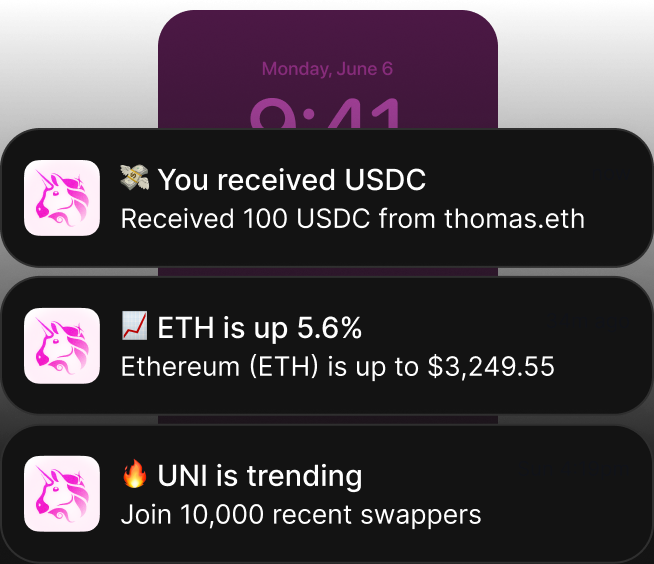 Monday, June 6
9:41
💸 You received USDC
Received 100 USDC from thomas.eth
📈 ETH is up 5.6%
Ethereum (ETH) is up to $3,249.55
🔥 UNI is trending
Join 10,000 recent swappers